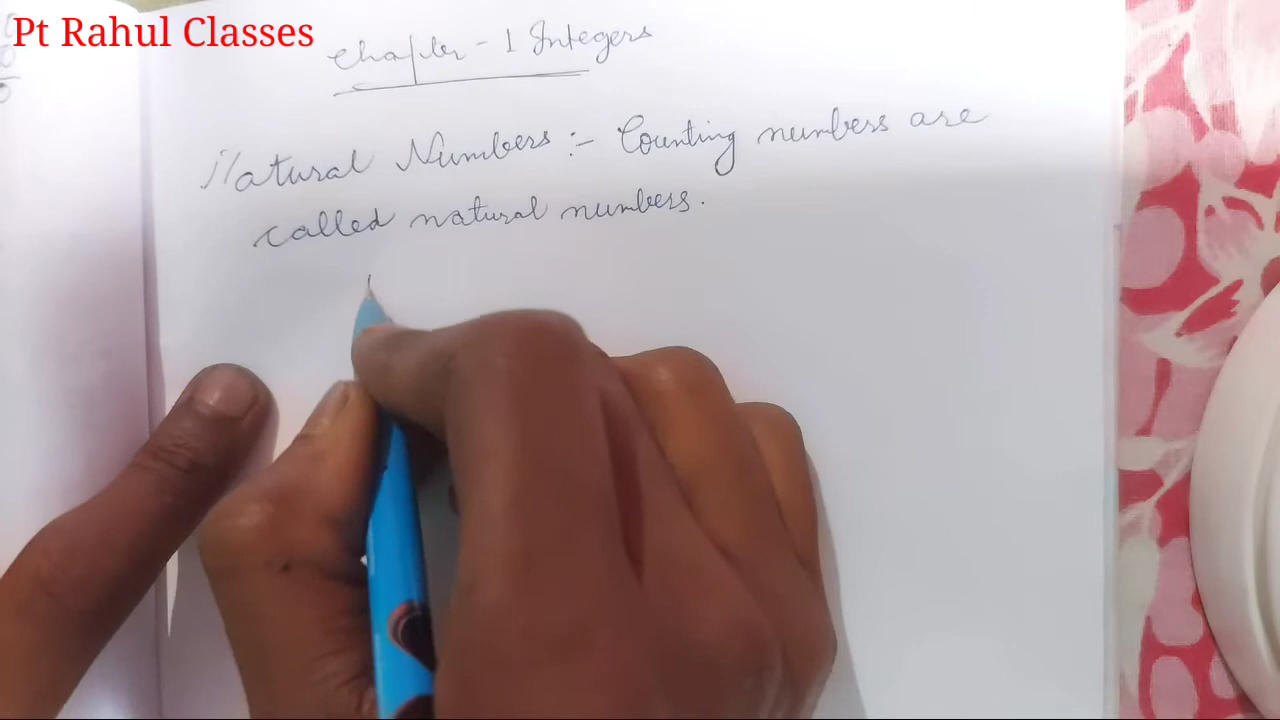 Pt Rahul Classes
Chapter - 1 Integers
Natural Numbers :- Counting numbers are
called natural numbers.